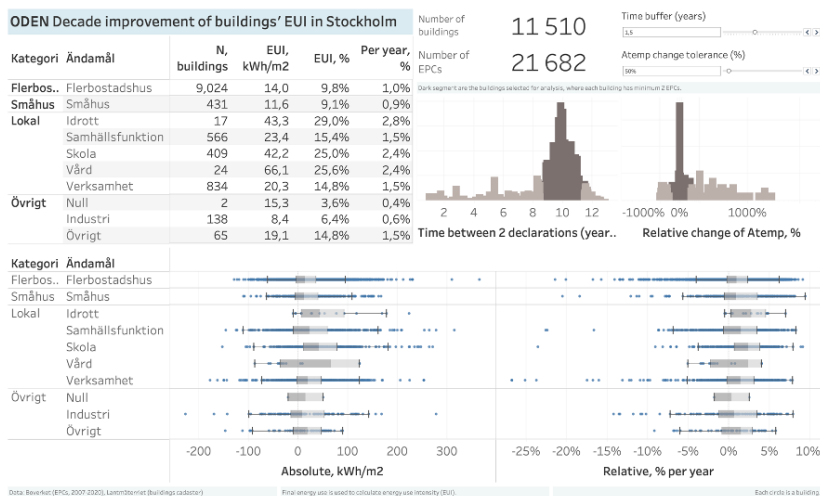 ODEN Decade improvement of buildings' EUI in Stockholm
Kategori Ändamål N, buildings EUI, kWh/m2 EUI, % Per year, %
Flerbos.. Flerbostadshus 9,024 14,0 9,8% 1,0%
Småhus Småhus 431 11,6 9,1% 0,9%
Lokal Idrott 17 43,3 29,0% 2,8%
Samhällsfunktion 566 23,4 15,4% 1,5%
Skola 409 42,2 25,0% 2,4%
Vård 24 66,1 25,6% 2,4%
Verksamhet 834 20,3 14,8% 1,5%
Övrigt Null 2 15,3 3,6% 0,4%
Industri 138 8,4 6,4% 0,6%
Övrigt 65 19,1 14,8% 1,5%
Number of buildings 11 510
Number of EPCs 21 682
Time buffer (years)
1,5
Atemp change tolerance (%)
50%
Dark segment are the buildings selected for analysis, where each building has minimum 2 EPCs.
2 4 6 8 10 12
Time between 2 declarations (year..
-1000% 0% 1000%
Relative change of Atemp, %
Kategori Ändamål
Flerbos.. Flerbostadshus
Småhus Småhus
Lokal Idrott
Samhällsfunktion
Skola
Vård
Verksamhet
Övrigt Null
Industri
Övrigt
-200 -100 0 100 200 300
Absolute, kWh/m2
-25% -20% -15% -10% -5% 0% 5% 10%
Relative, % per year
Data: Boverket (EPCs, 2007-2020), Lantmäteriet (buildings cadaster)
Final energy use is used to calculate energy use intensity (EUI).
Each circle is a building